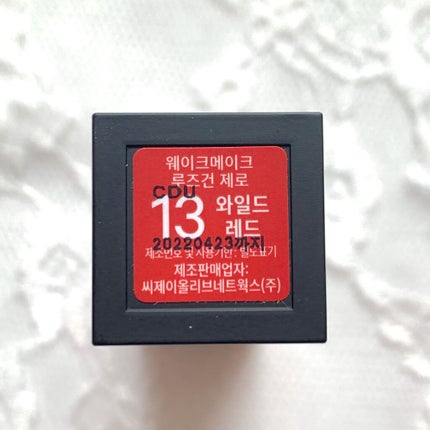 웨이크메이크
루즈건 제로
CDU
13 와일드
레드
20220423까지
제조번호 및 사용기한 : 별도표기
제조판매업자:
씨제이올리브네트웍스(주)